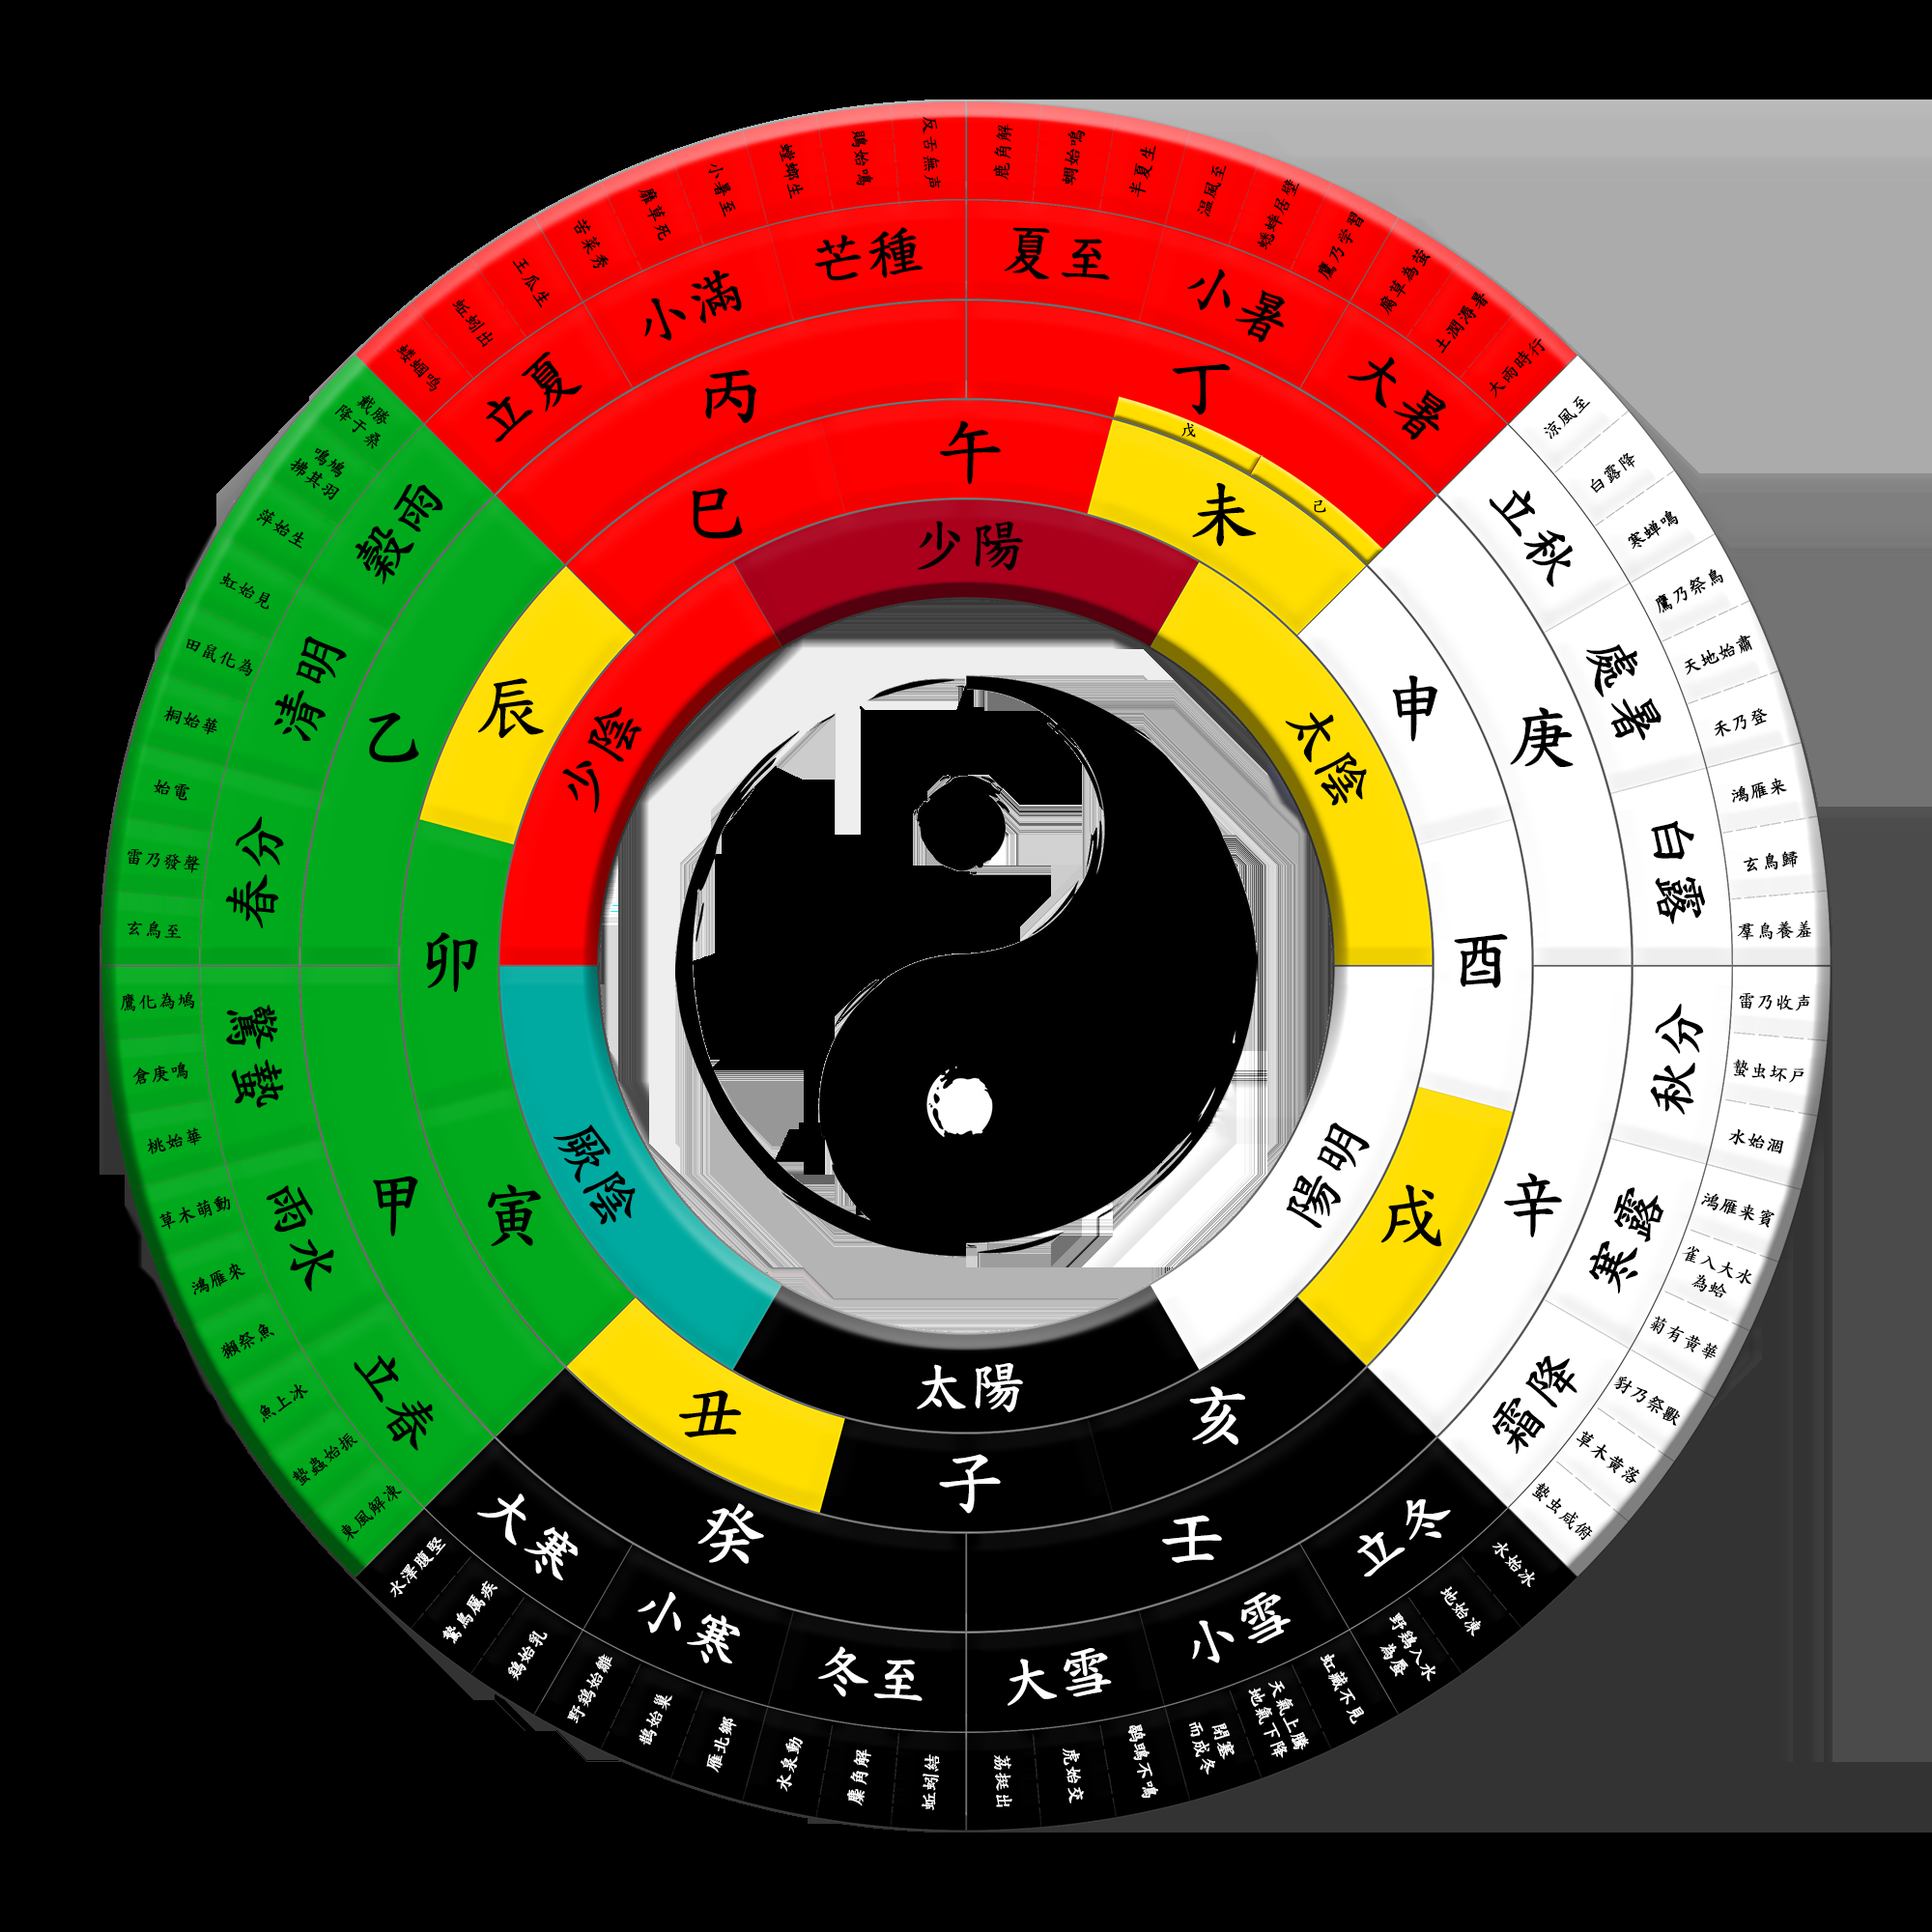 鹿角解
蜩始鳴
半夏生
温風至
蟋蟀居壁
鷹乃学習
腐草為蛍
土潤溽暑
大雨時行
涼風至
白露降
寒蝉鳴
鷹乃祭鳥
天地始粛
禾乃登
鴻雁来
玄鳥歸
羣鳥養羞
雷乃收声
蟄虫坏戸
水始涸
鴻雁来賓
雀入大水
為蛤
菊有黄華
豺乃祭獸
草木黄落
蟄虫咸俯
水始氷
地始凍
野鶏入水
為蜃
虹藏不見
天氣上騰
地氣下降
閉塞
而成冬
鶡鴠不鳴
虎始交
荔挺出
蚯蚓結
麋角解
水泉動
雁北鄉
鵲始巣
野鶏始雊
鶏始乳
鷙鳥厲疾
水澤腹堅
東風解凍
蟄蟲始振
魚上冰
獺祭魚
鴻雁來
草木萌動
桃始華
倉庚鳴
鷹化為鳩
玄鳥至
雷乃發聲
始電
桐始華
田鼠化為
虹始見
萍始生
鳴鳩
拂其羽
戴勝
降于桑
螻蟈鳴
蚯蚓出
王瓜生
苦菜秀
靡草死
小暑至
螳螂生
鵙始鳴
反舌無声
夏至
小暑
大暑
立秋
處暑
白露
秋分
寒露
霜降
立冬
小雪
大雪
冬至
小寒
大寒
立春
雨水
驚蟄
春分
清明
穀雨
立夏
小滿
芒種
丁
戊
己
庚
辛
壬
癸
甲
乙
丙
午
未
申
酉
戌
亥
子
丑
寅
卯
辰
巳
少陽
太陰
陽明
太陽
厥陰
少陰